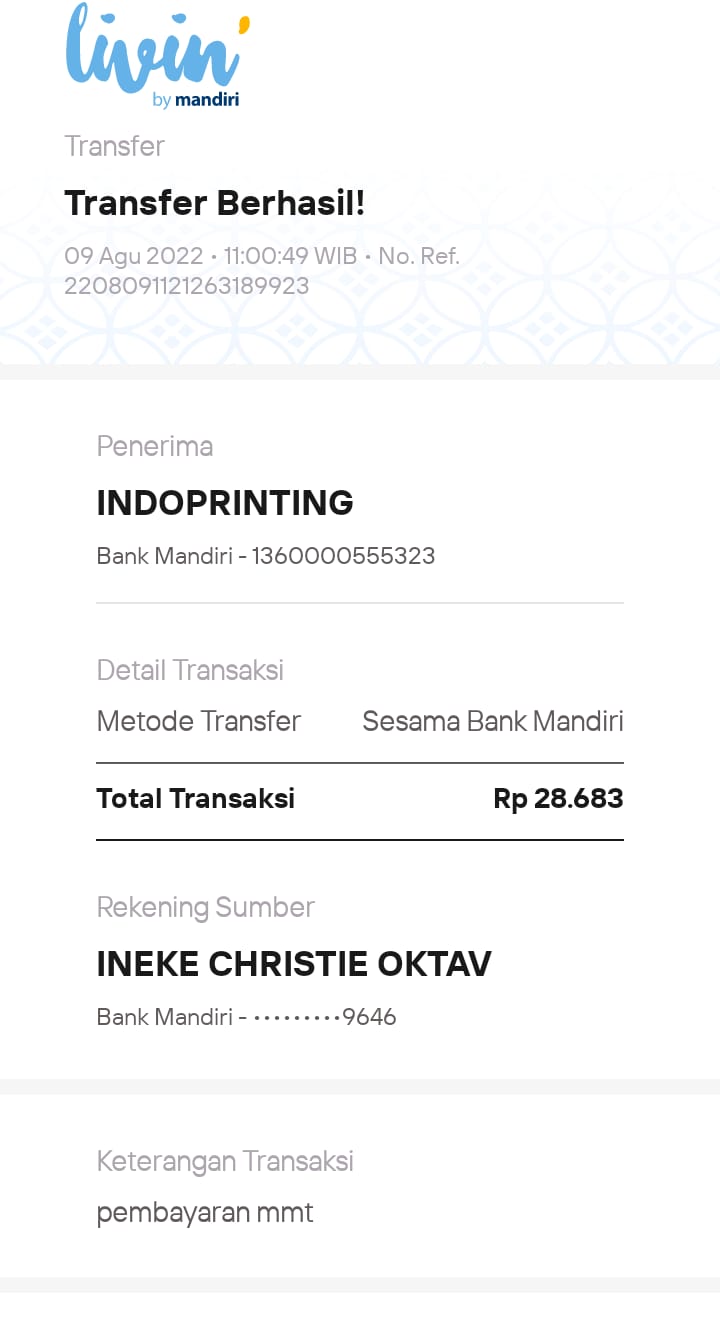 livin'
by mandiri
Transfer
Transfer Berhasil!
09 Agu 2022 • 11:00:49 WIB • No. Ref.
2208091121263189923
Penerima
INDOPRINTING
Bank Mandiri - 1360000555323
Detail Transaksi
Metode Transfer Sesama Bank Mandiri
Total Transaksi Rp 28.683
Rekening Sumber
INEKE CHRISTIE OKTAV
Bank Mandiri - •••••••••9646
Keterangan Transaksi
pembayaran mmt